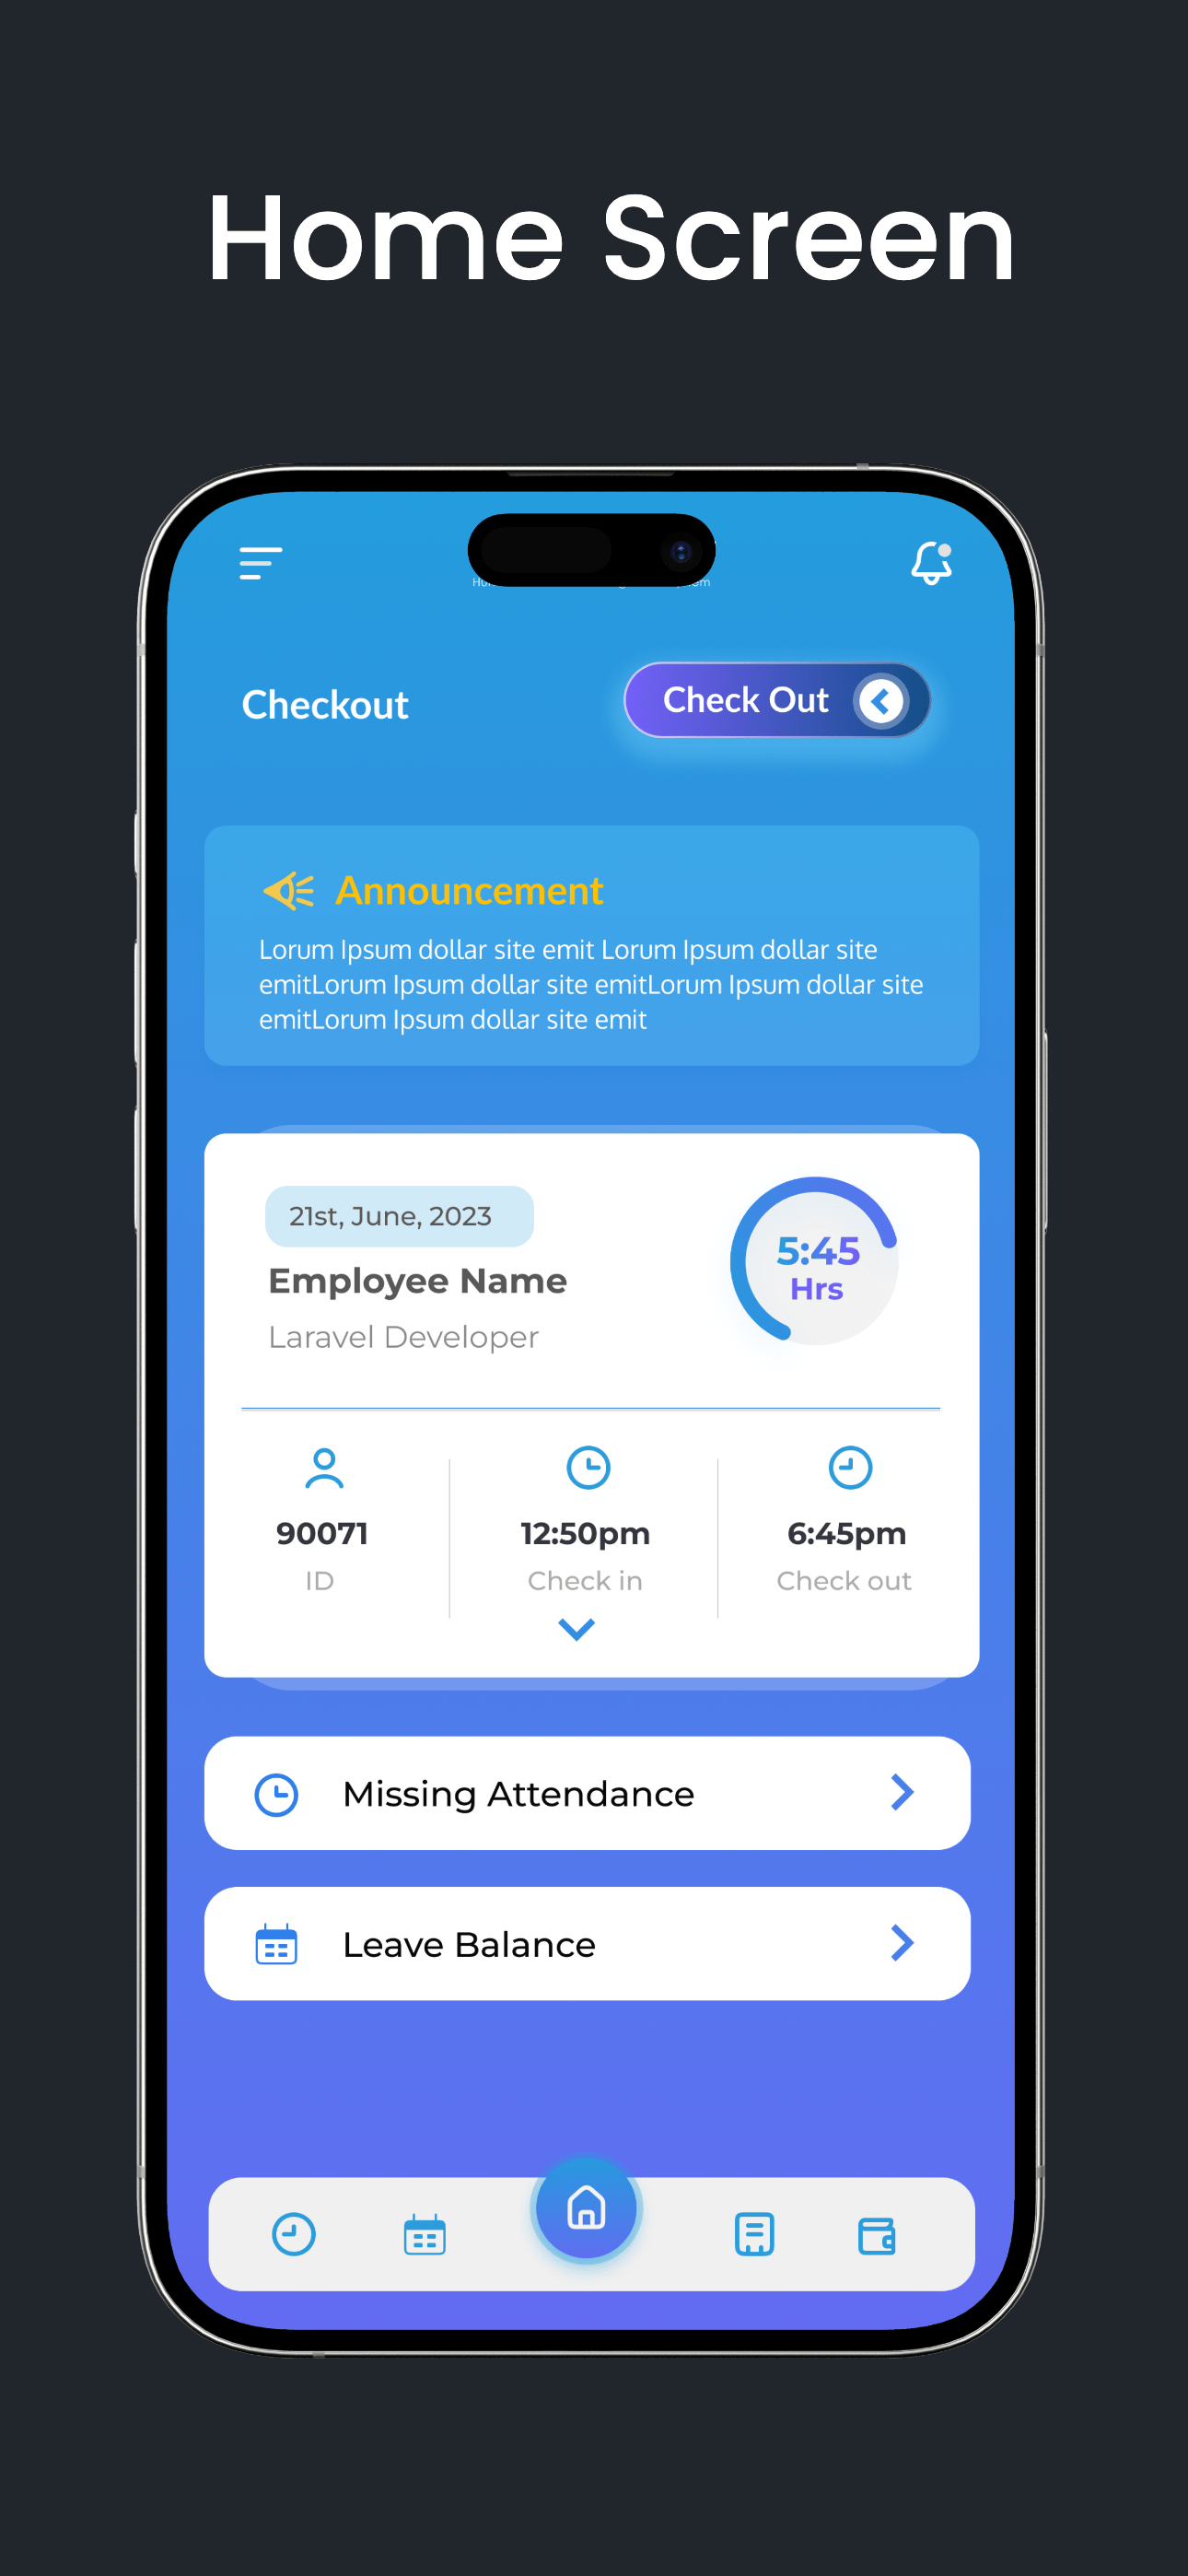 Home Screen
Checkout
Check Out
Announcement
Lorum Ipsum dollar site emit Lorum Ipsum dollar site
emitLorum Ipsum dollar site emitLorum Ipsum dollar site
emitLorum Ipsum dollar site emit
21st, June, 2023
Employee Name
Laravel Developer
5:45
Hrs
90071
ID
12:50pm
Check in
6:45pm
Check out
Missing Attendance
Leave Balance